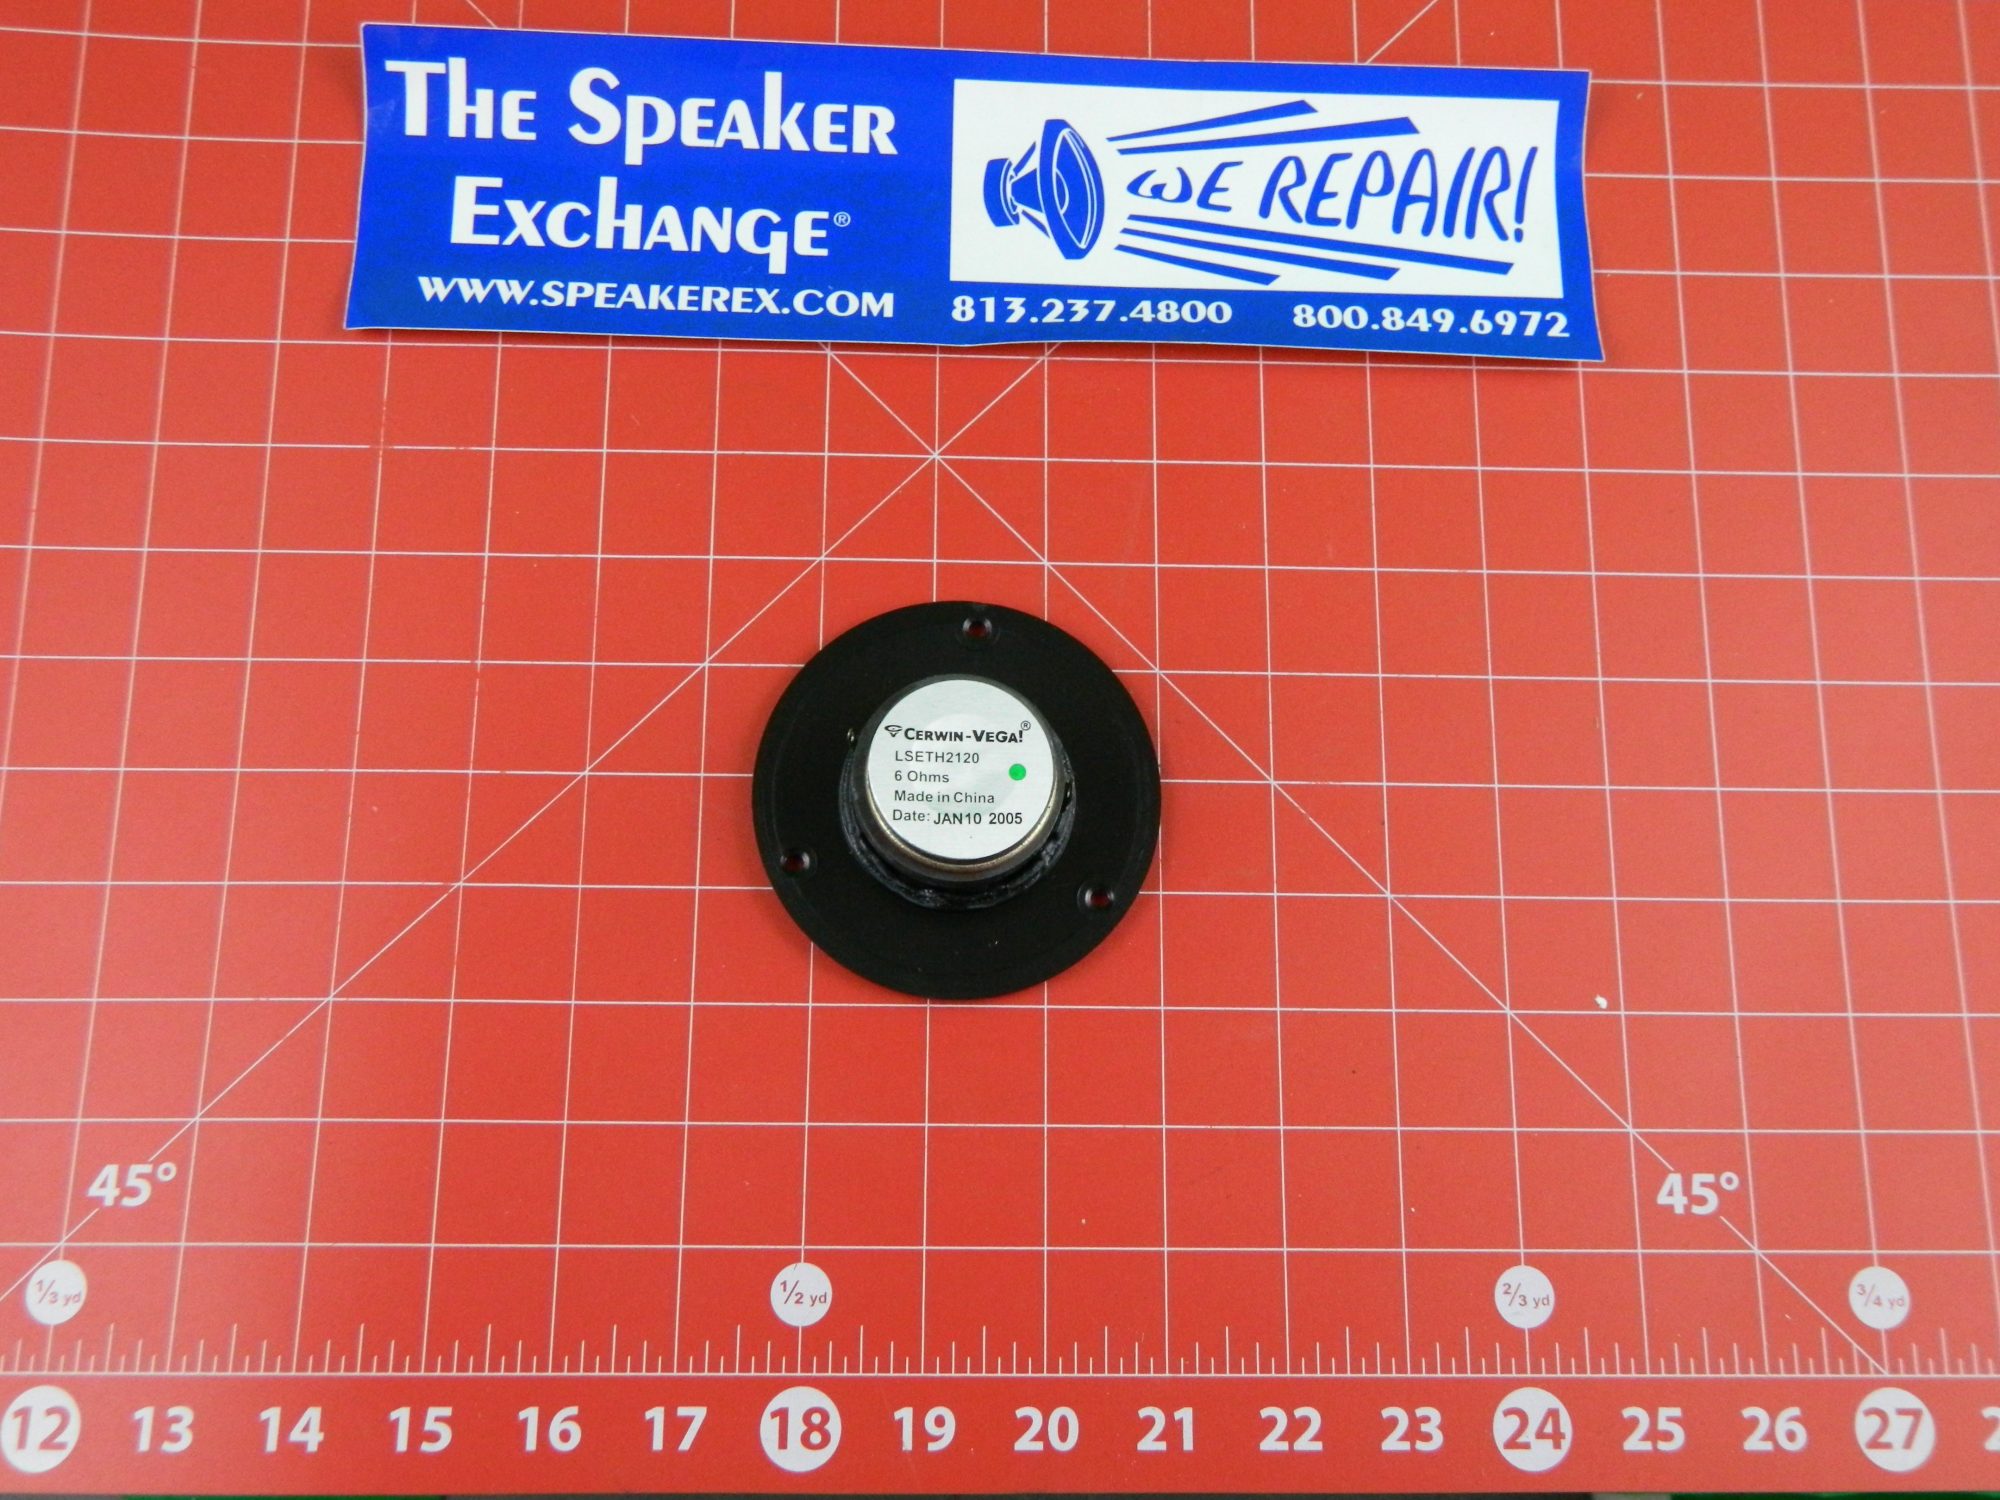 The Speaker
Exchange®
www.speakerex.com
WE REPAIR!
813.237.4800 800.849.6972
Cerwin-Vega!®
LSETH2120
6 Ohms
Made in China
Date: JAN10 2005
45° 45°
1/3 yd 1/2 yd 2/3 yd 3/4 yd
12 13 14 15 16 17 18 19 20 21 22 23 24 25 26 27